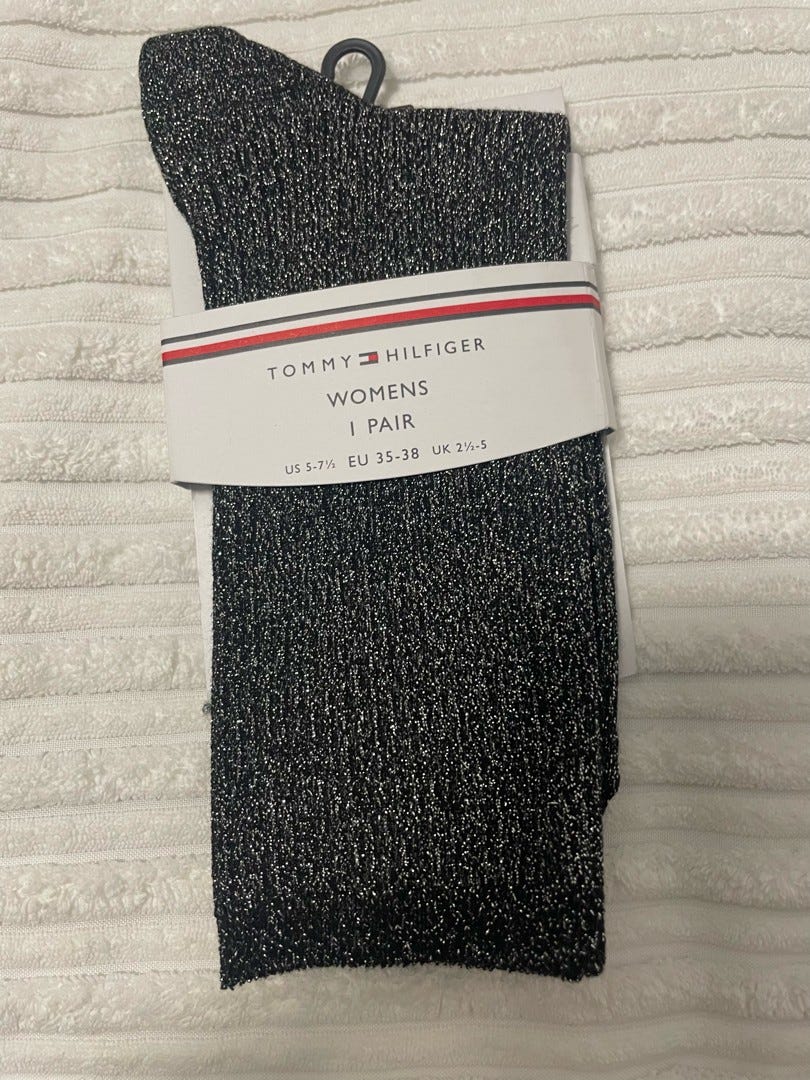 TOMMY HILFIGER
WOMENS
1 PAIR
US 5-7½ EU 35-38 UK 2½-5